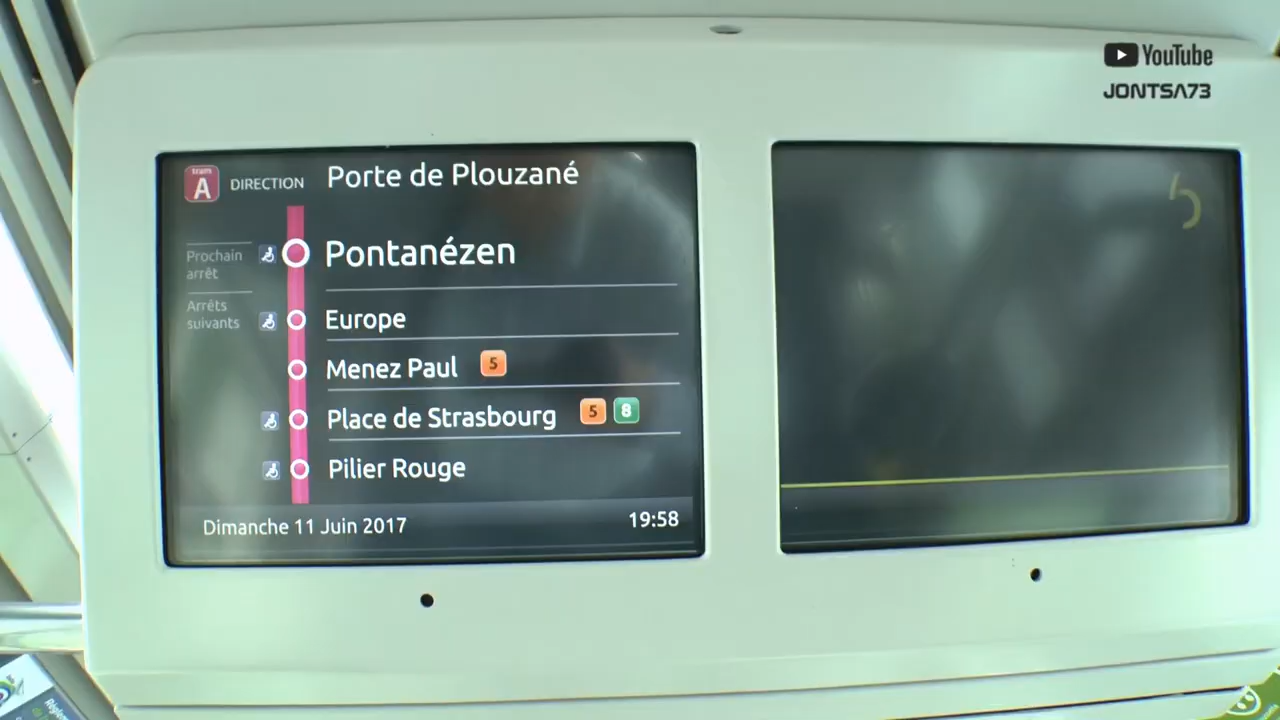 YouTube
JONTSA73
tram
A
DIRECTION
Porte de Plouzané
Prochain
arrêt
Pontanézen
Arrêts
suivants
Europe
Menez Paul 5
Place de Strasbourg 5 8
Pilier Rouge
Dimanche 11 Juin 2017
19:58